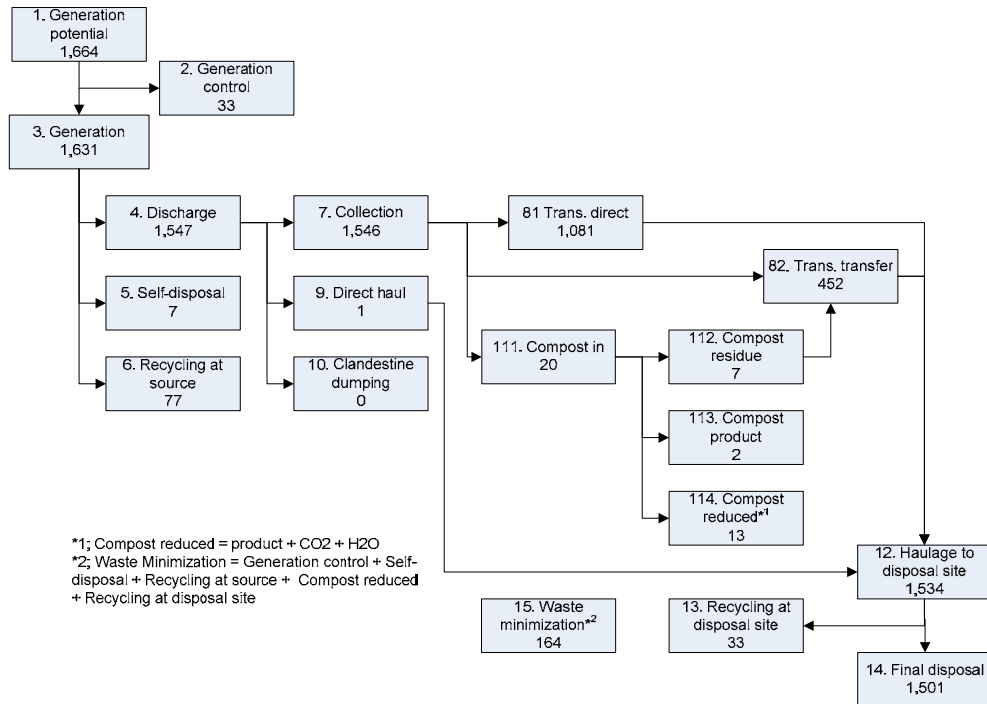 1. Generation
potential
1,664
2. Generation
control
33
3. Generation
1,631
4. Discharge
1,547
7. Collection
1,546
81 Trans. direct
1,081
82. Trans. transfer
452
5. Self-disposal
7
9. Direct haul
1
111. Compost in
20
112. Compost
residue
7
6. Recycling at
source
77
10. Clandestine
dumping
0
113. Compost
product
2
114. Compost
reduced*1
13
*1; Compost reduced = product + CO2 + H2O
*2; Waste Minimization = Generation control + Self-
disposal + Recycling at source + Compost reduced
+ Recycling at disposal site
12. Haulage to
disposal site
1,534
15. Waste
minimization*2
164
13. Recycling at
disposal site
33
14. Final disposal
1,501